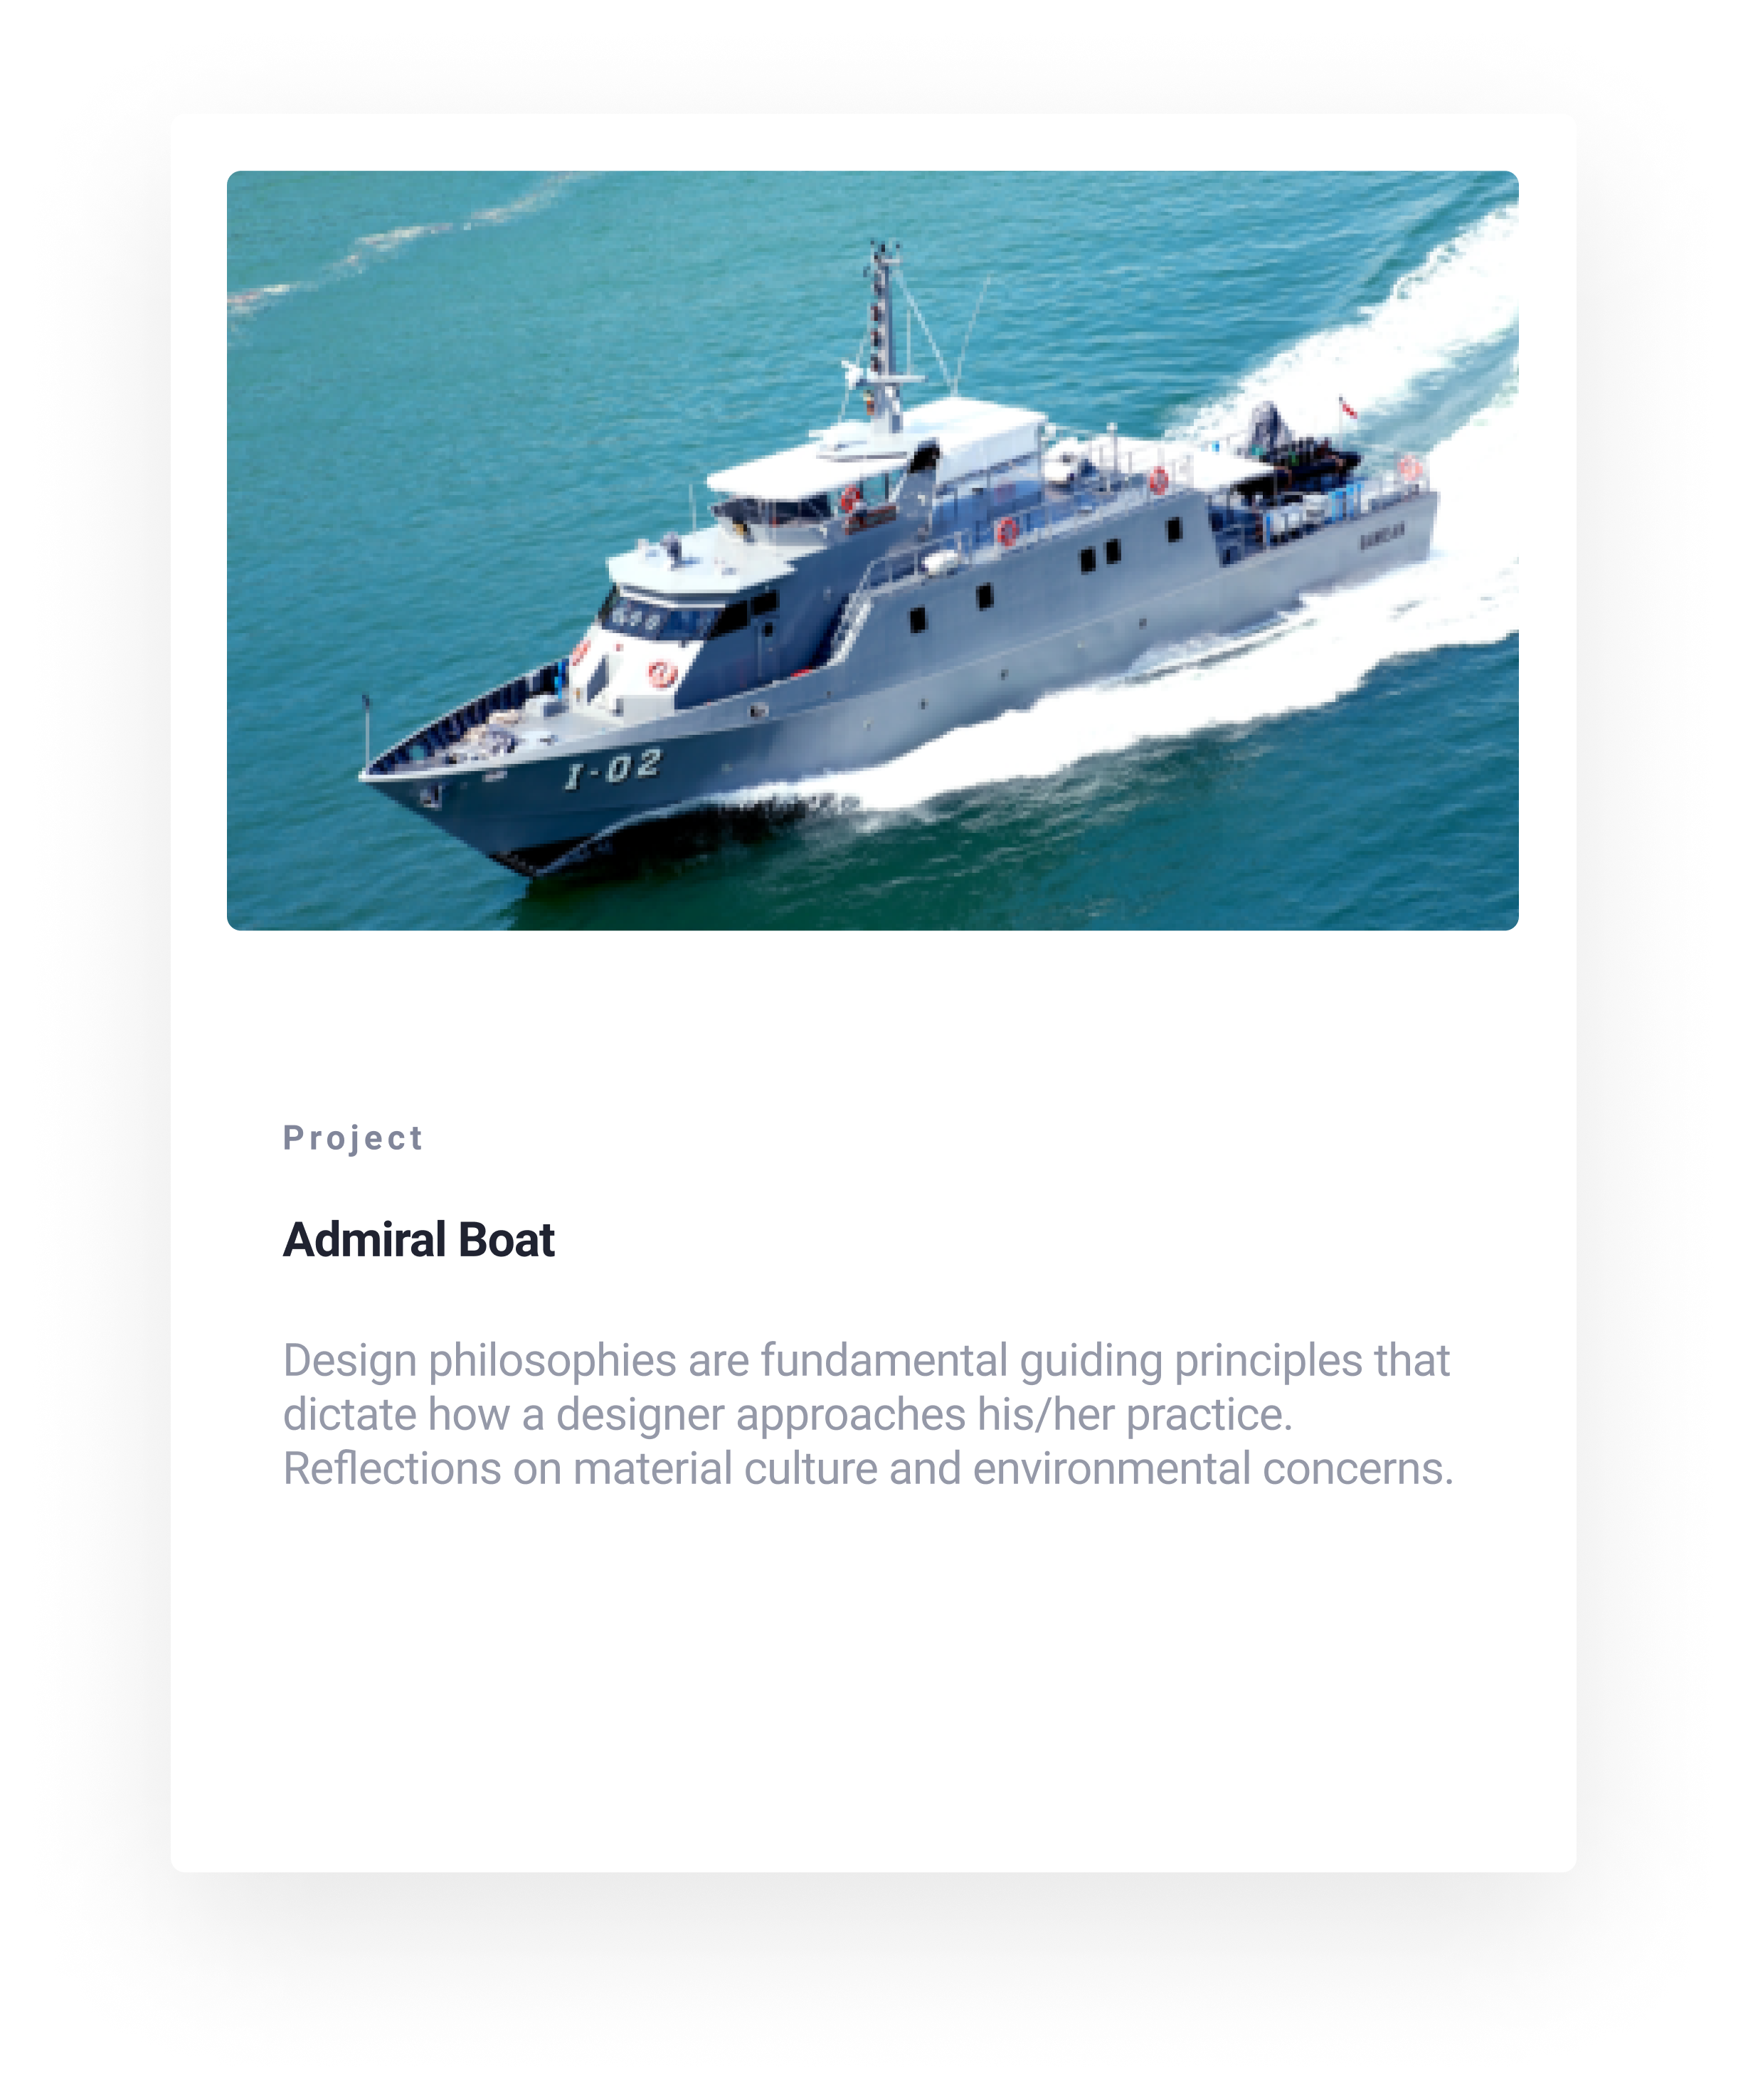 I-02
Project
Admiral Boat
Design philosophies are fundamental guiding principles that
dictate how a designer approaches his/her practice.
Reflections on material culture and environmental concerns.